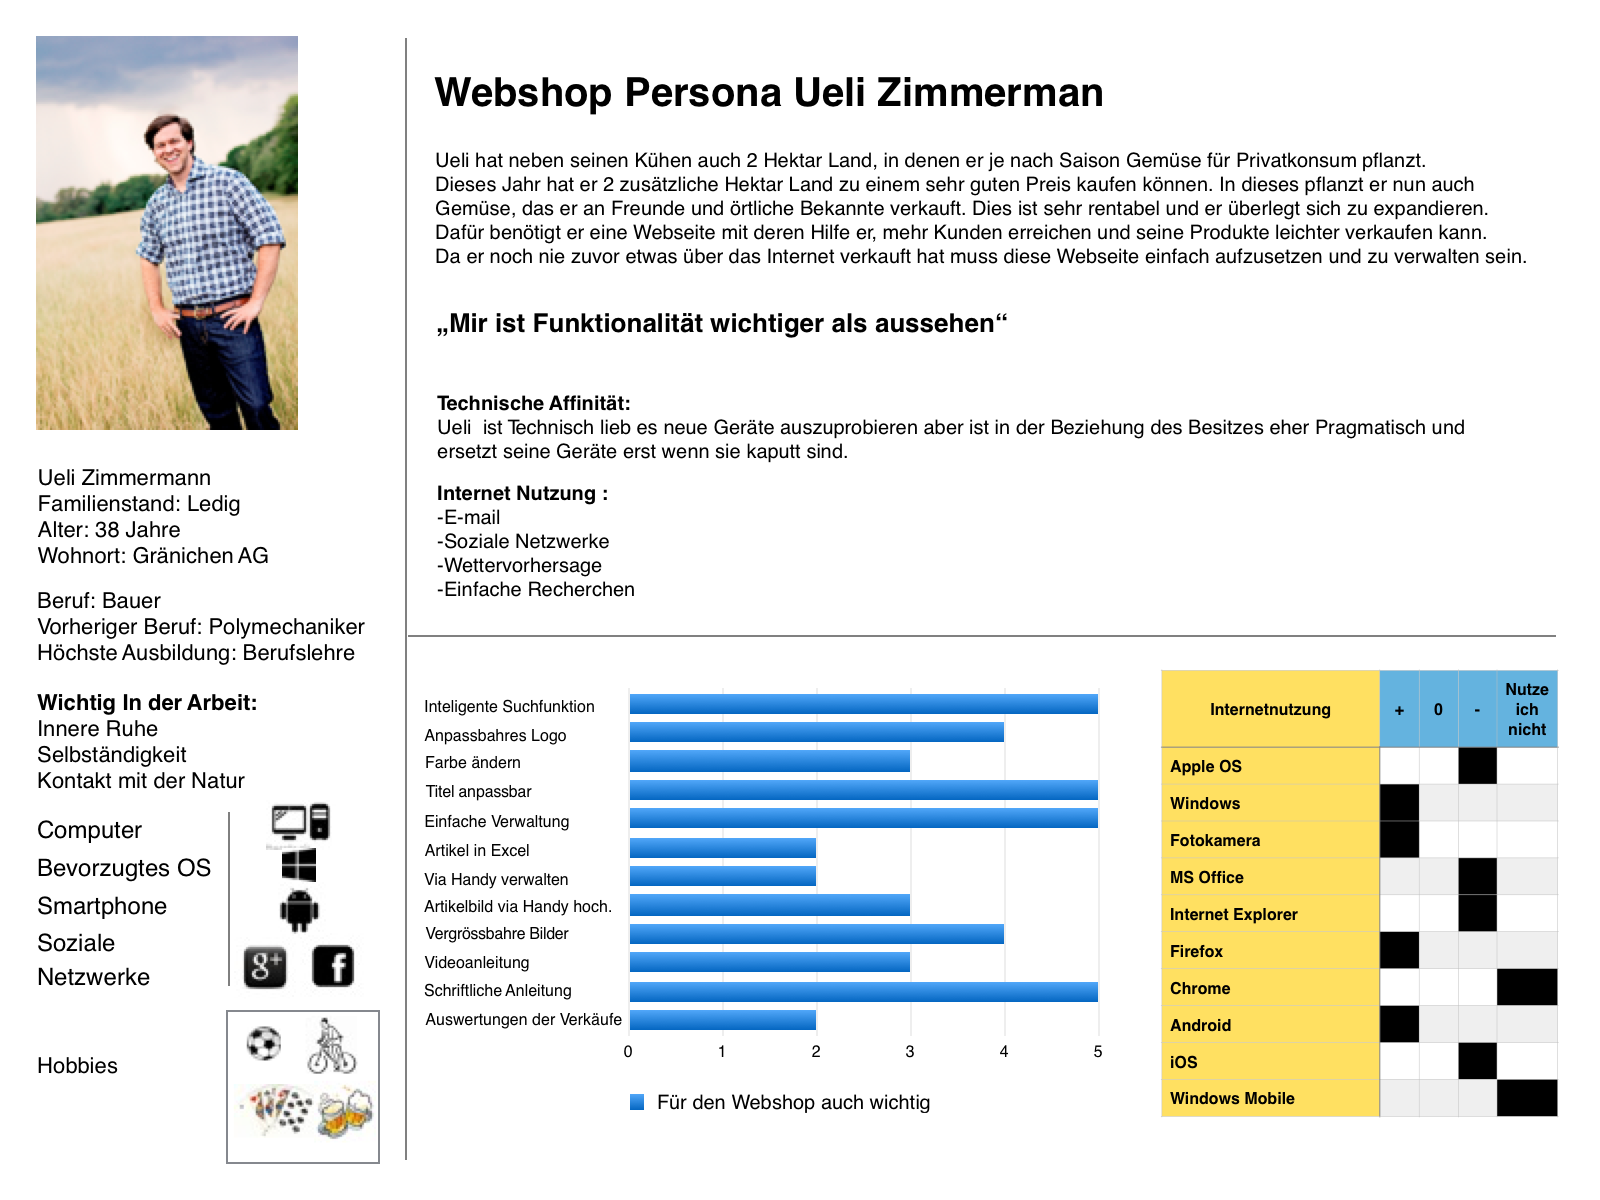 Webshop Persona Ueli Zimmerman
Ueli hat neben seinen Kühen auch 2 Hektar Land, in denen er je nach Saison Gemüse für Privatkonsum pflanzt.
Dieses Jahr hat er 2 zusätzliche Hektar Land zu einem sehr guten Preis kaufen können. In dieses pflanzt er nun auch
Gemüse, das er an Freunde und örtliche Bekannte verkauft. Dies ist sehr rentabel und er überlegt sich zu expandieren.
Dafür benötigt er eine Webseite mit deren Hilfe er, mehr Kunden erreichen und seine Produkte leichter verkaufen kann.
Da er noch nie zuvor etwas über das Internet verkauft hat muss diese Webseite einfach aufzusetzen und zu verwalten sein.
„Mir ist Funktionalität wichtiger als aussehen“
Technische Affinität:
Ueli  ist Technisch lieb es neue Geräte auszuprobieren aber ist in der Beziehung des Besitzes eher Pragmatisch und
ersetzt seine Geräte erst wenn sie kaputt sind.
Internet Nutzung :
-E-mail
-Soziale Netzwerke
-Wettervorhersage
-Einfache Recherchen
Ueli Zimmermann
Familienstand: Ledig
Alter: 38 Jahre
Wohnort: Gränichen AG
Beruf: Bauer
Vorheriger Beruf: Polymechaniker
Höchste Ausbildung: Berufslehre
Wichtig In der Arbeit:
Innere Ruhe
Selbständigkeit
Kontakt mit der Natur
Computer
Bevorzugtes OS
Smartphone
Soziale
Netzwerke
g+ f
Hobbies
Inteligente Suchfunktion
Anpassbahres Logo
Farbe ändern
Titel anpassbar
Einfache Verwaltung
Artikel in Excel
Via Handy verwalten
Artikelbild via Handy hoch.
Vergrössbahre Bilder
Videoanleitung
Schriftliche Anleitung
Auswertungen der Verkäufe
0 1 2 3 4 5
Für den Webshop auch wichtig
Internetnutzung + 0 - Nutze
ich
nicht
Apple OS
Windows
Fotokamera
MS Office
Internet Explorer
Firefox
Chrome
Android
iOS
Windows Mobile